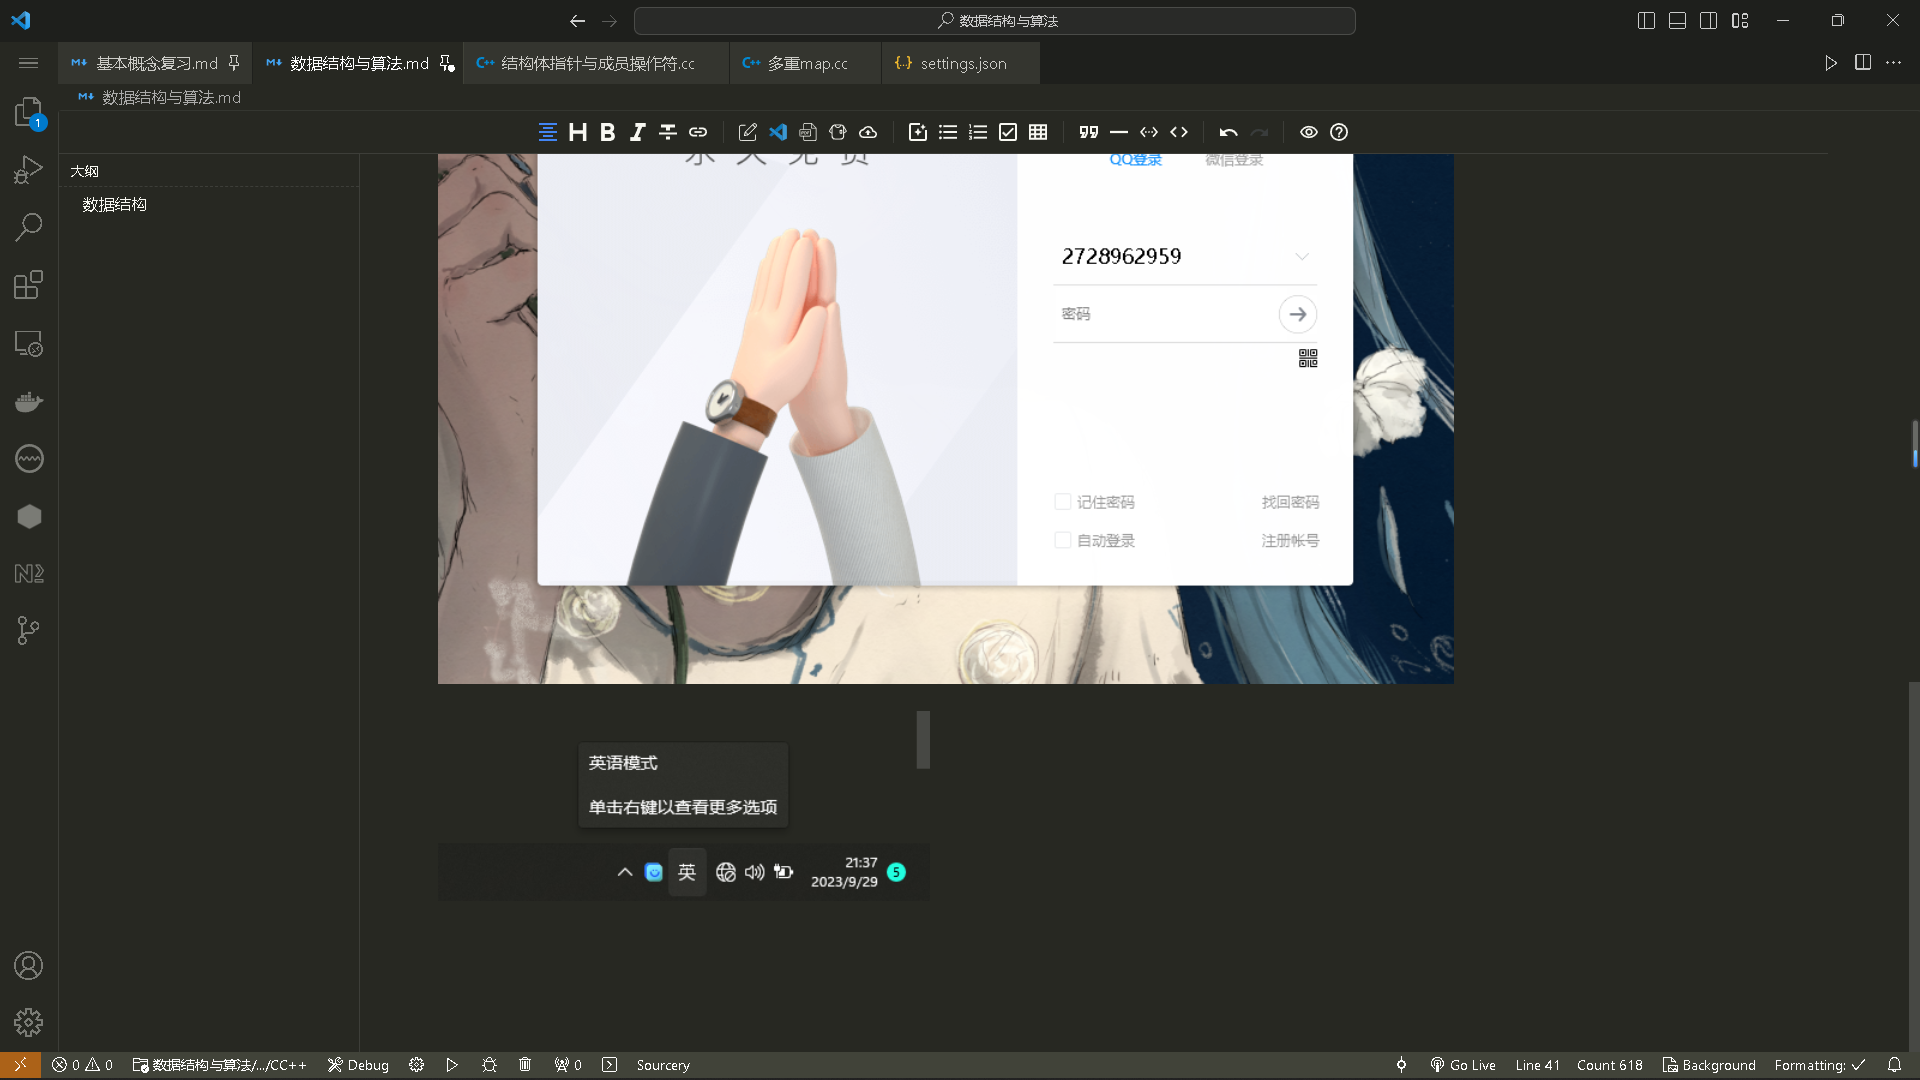 数据结构与算法
基本概念复习.md
数据结构与算法.md
C++ 结构体指针与成员操作符.cc
C++ 多重map.cc
{..} settings.json
数据结构与算法.md
1
H B I
大纲
数据结构
永久免费
QQ登录 微信登录
2728962959
密码
记住密码 找回密码
自动登录 注册帐号
英语模式
单击右键以查看更多选项
英
21:37
2023/9/29
5
0 0 数据结构与算法/.../CC++ Debug 0 Sourcery Go Live Line 41 Count 618 Background Formatting: